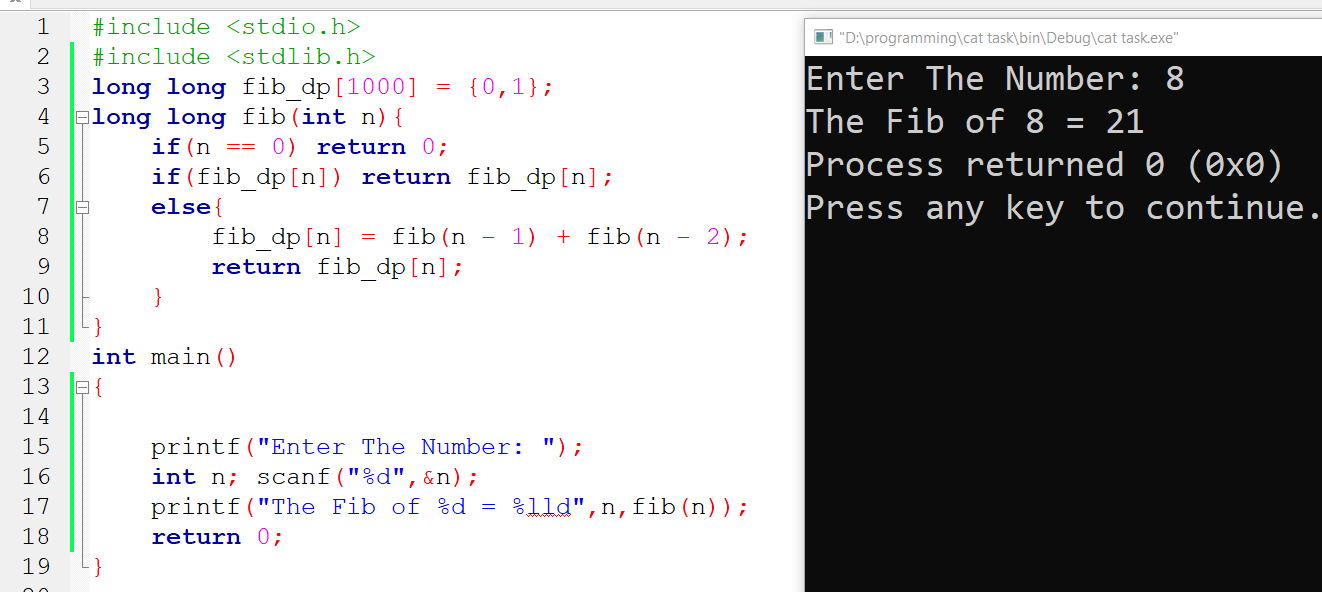 1 #include <stdio.h>
2 #include <stdlib.h>
3 long long fib_dp[1000] = {0,1};
4 long long fib(int n){
5     if(n == 0) return 0;
6     if(fib_dp[n]) return fib_dp[n];
7     else{
8         fib_dp[n] = fib(n - 1) + fib(n - 2);
9         return fib_dp[n];
10     }
11 }
12 int main()
13 {
14
15     printf("Enter The Number: ");
16     int n; scanf("%d",&n);
17     printf("The Fib of %d = %lld",n,fib(n));
18     return 0;
19 }
"D:\programming\cat task\bin\Debug\cat task.exe"
Enter The Number: 8
The Fib of 8 = 21
Process returned 0 (0x0)
Press any key to continue.